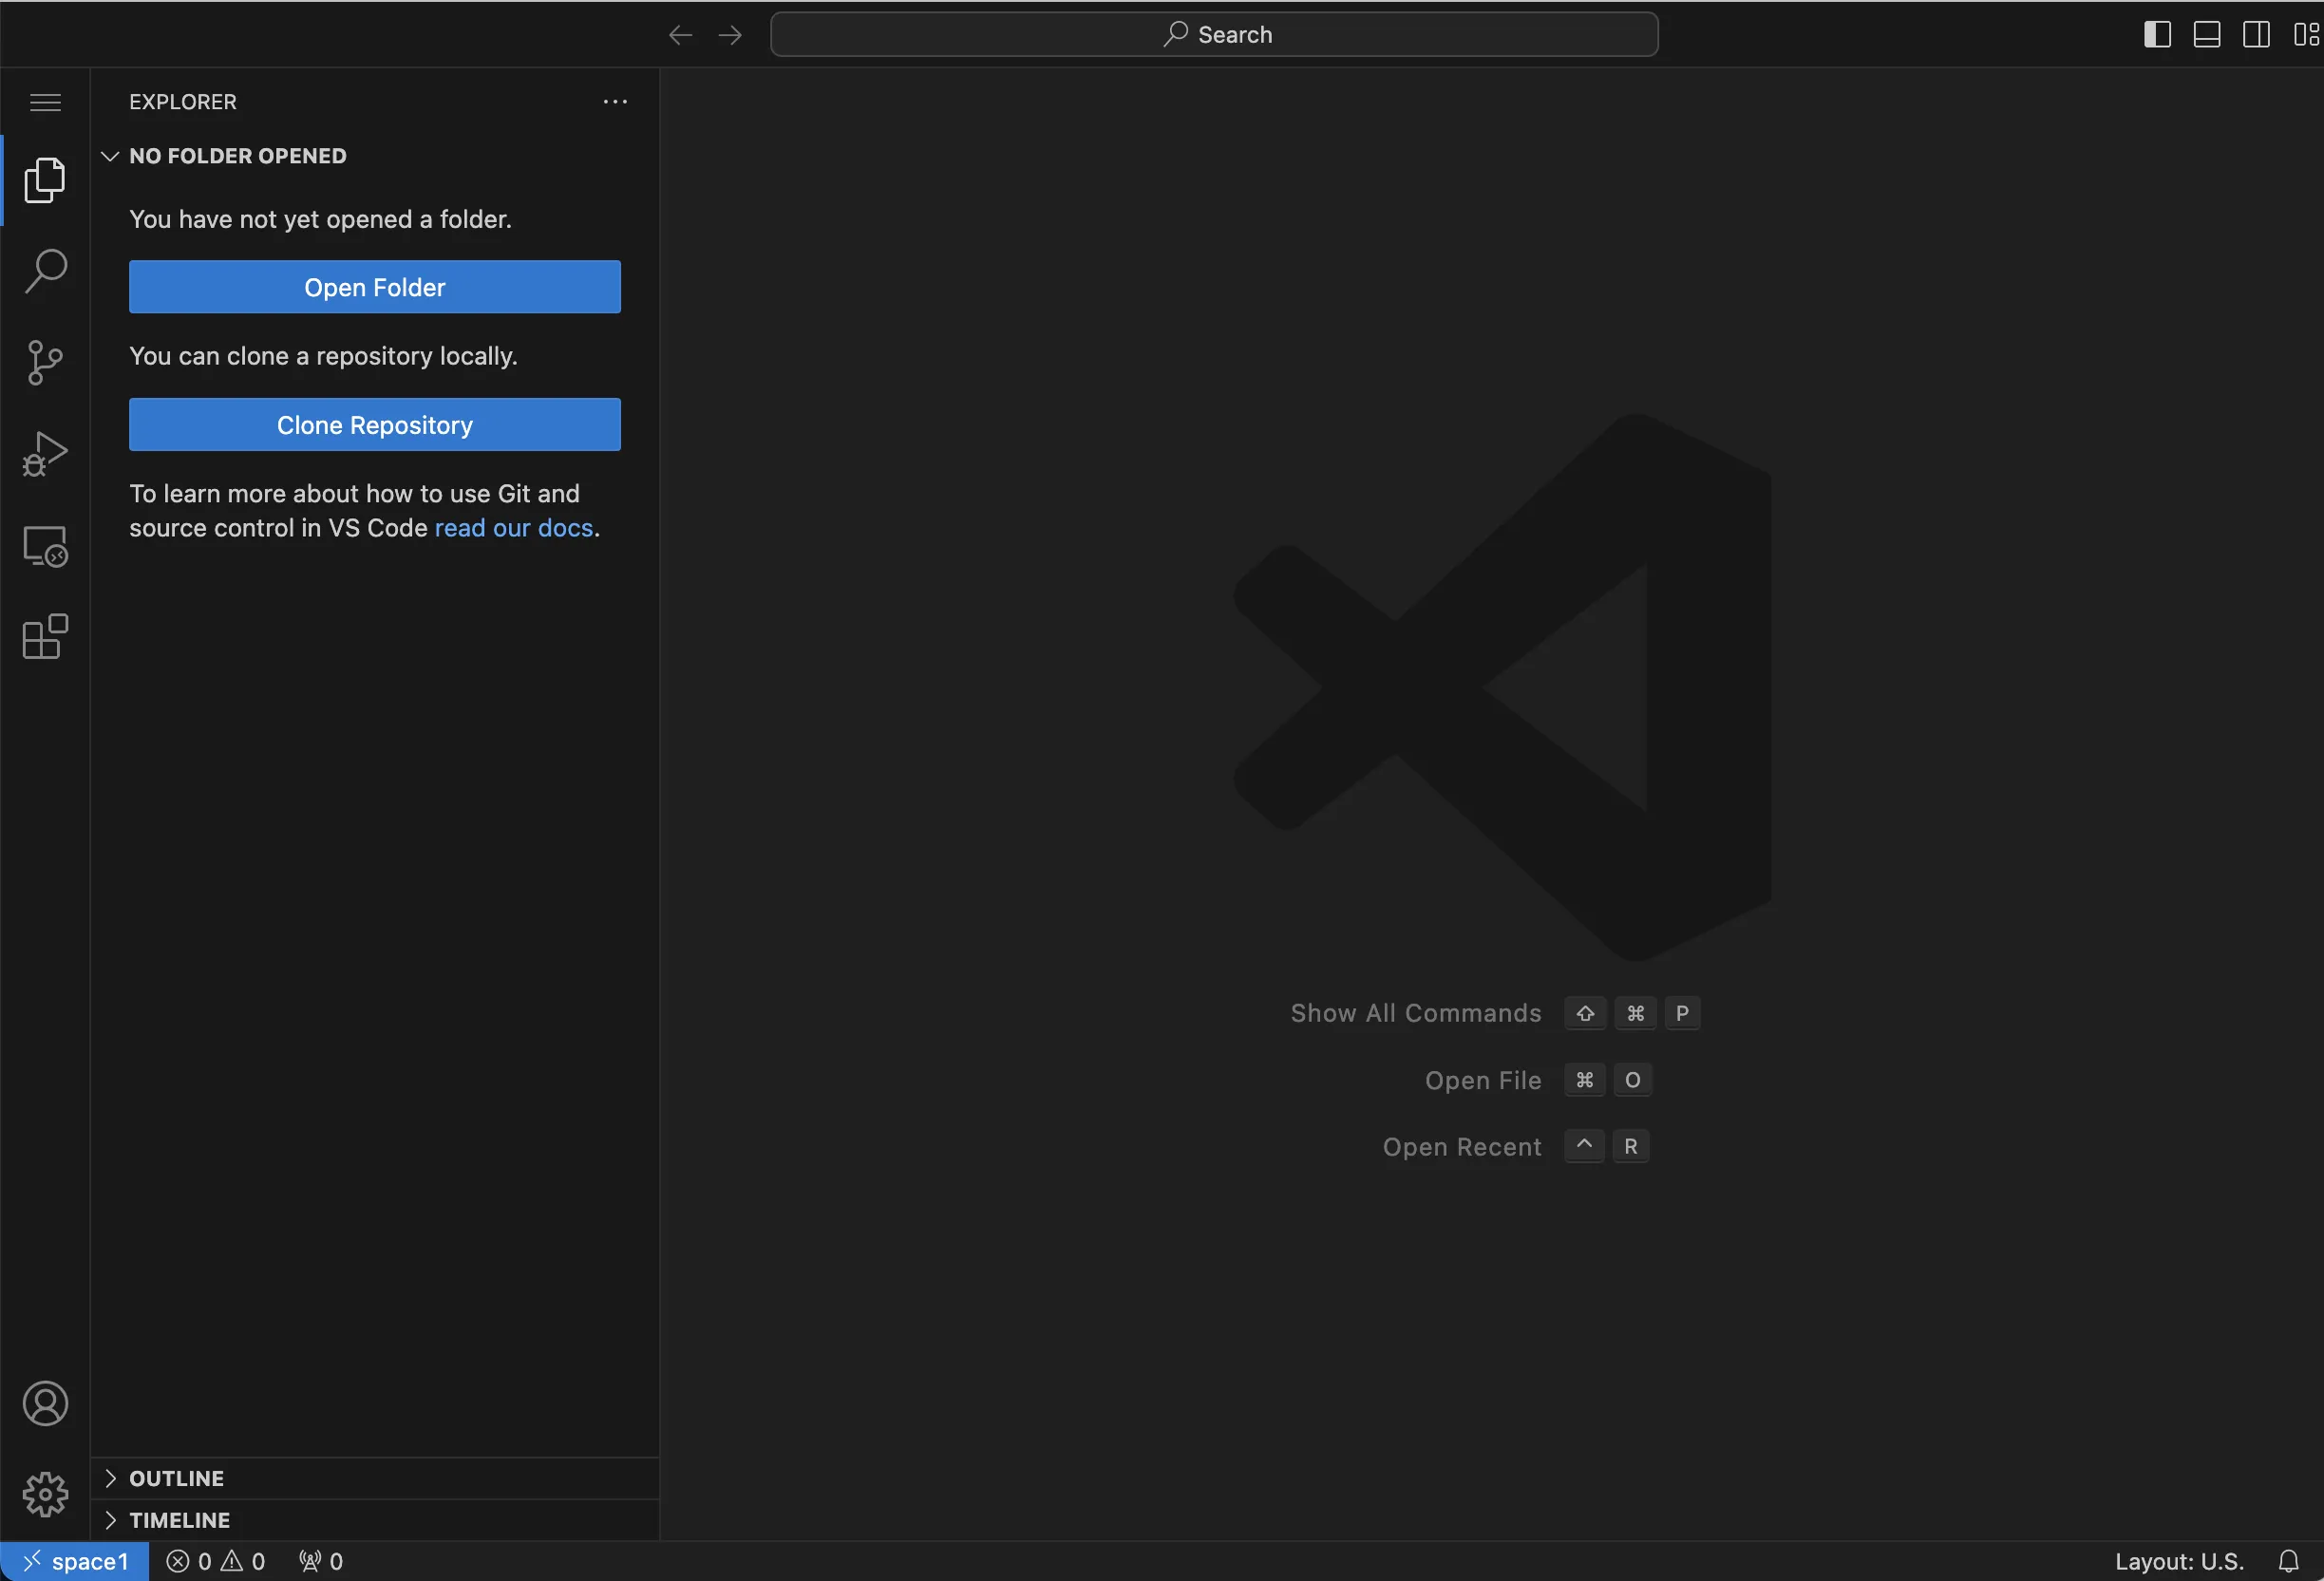 Search
EXPLORER
NO FOLDER OPENED
You have not yet opened a folder.
Open Folder
You can clone a repository locally.
Clone Repository
To learn more about how to use Git and
source control in VS Code read our docs.
Show All Commands ⇧ ⌘ P
Open File ⌘ O
Open Recent ^ R
OUTLINE
TIMELINE
space1 0 0 0 Layout: U.S.